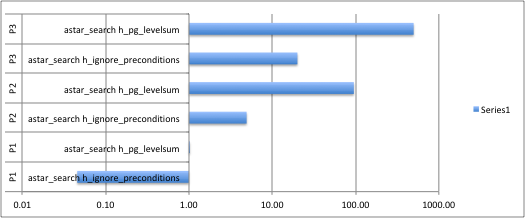 P3 astar_search h_pg_levelsum
P3 astar_search h_ignore_preconditions
P2 astar_search h_pg_levelsum
P2 astar_search h_ignore_preconditions
P1 astar_search h_pg_levelsum
P1 astar_search h_ignore_preconditions
Series1
0.01 0.10 1.00 10.00 100.00 1000.00